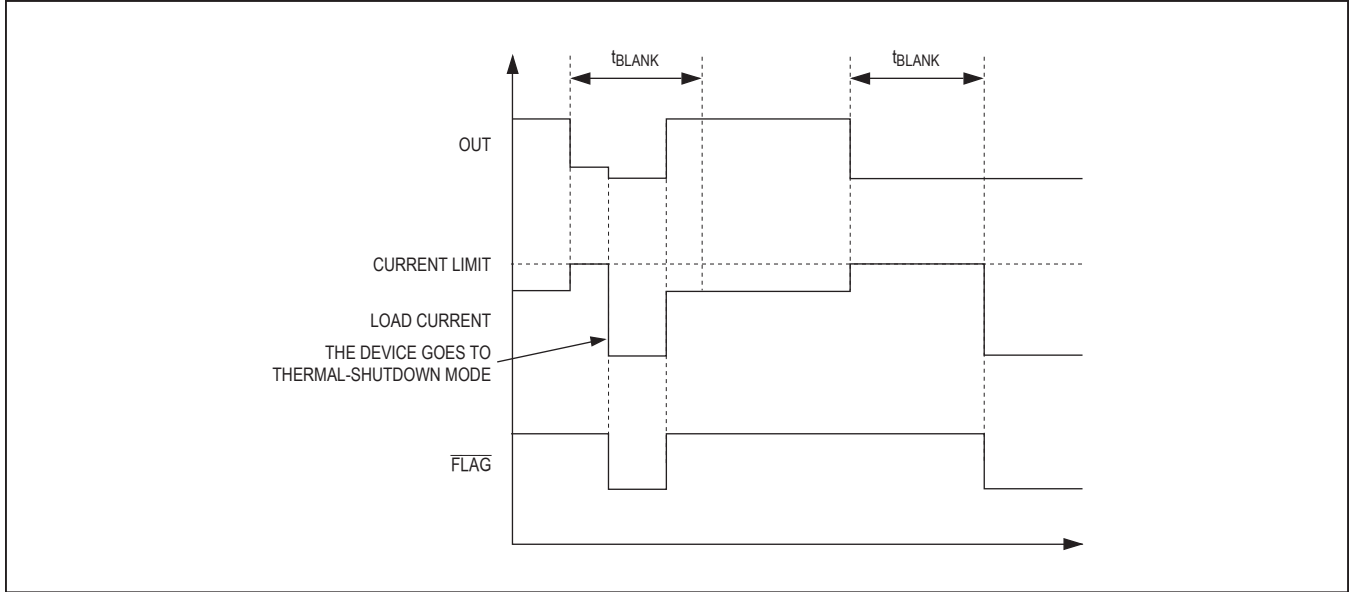 tBLANK
tBLANK
OUT
CURRENT LIMIT
LOAD CURRENT
THE DEVICE GOES TO
THERMAL-SHUTDOWN MODE
FLAG